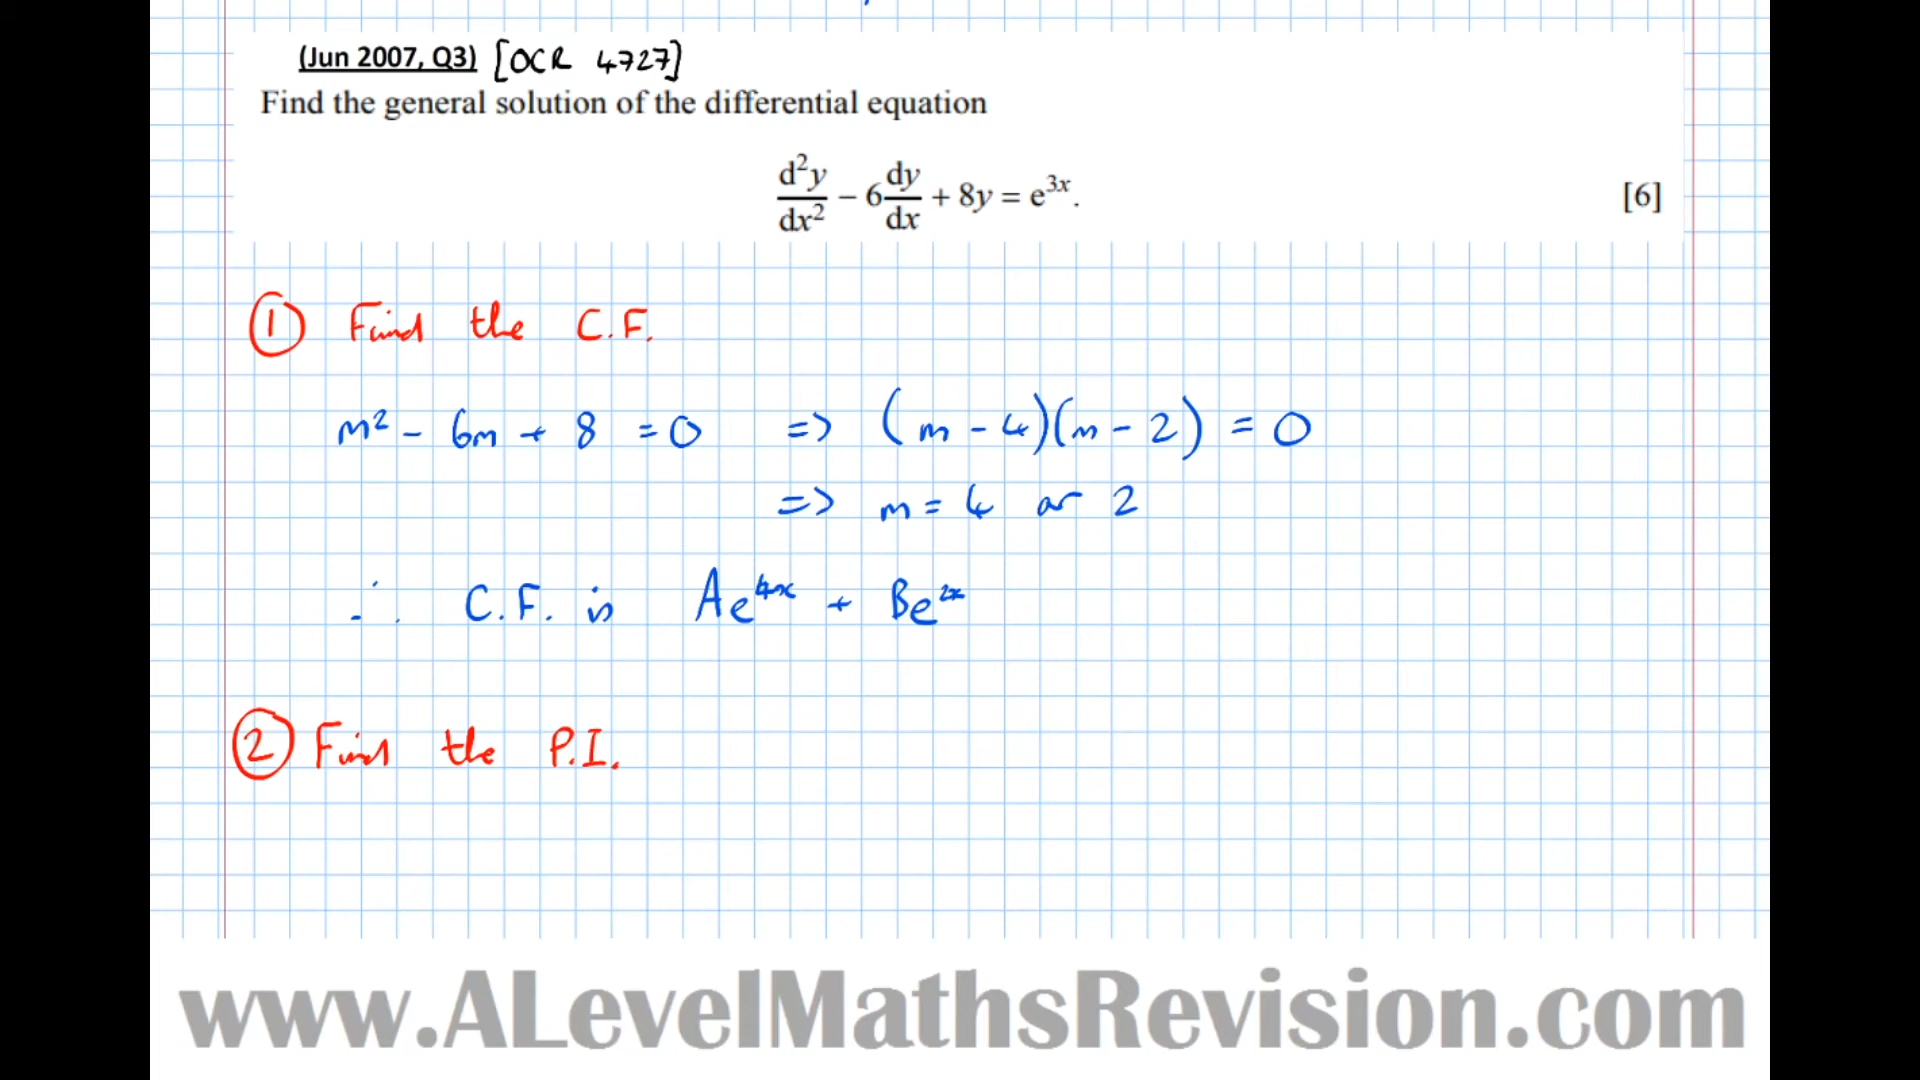 (Jun 2007, Q3) [OCR 4727]
Find the general solution of the differential equation
d²y/dx² − 6 dy/dx + 8y = e^{3x}. [6]
① Find the C.F.
m² - 6m + 8 = 0 => (m - 4)(m - 2) = 0
=> m = 4 or 2
∴ C.F. is Ae^{4x} + Be^{2x}
② Find the P.I.
www.ALevelMathsRevision.com